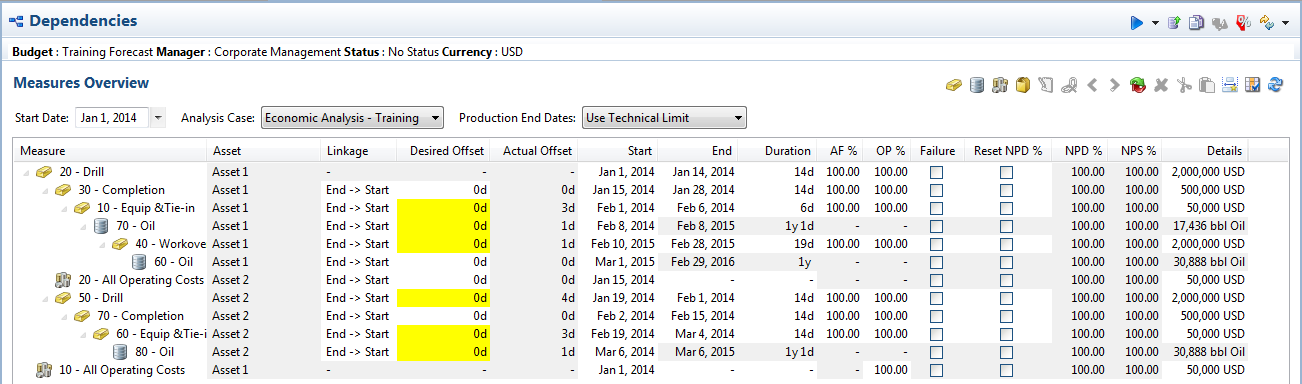 Dependencies
Budget : Training Forecast Manager : Corporate Management Status : No Status Currency : USD
Measures Overview
Start Date: Jan 1, 2014 Analysis Case: Economic Analysis - Training Production End Dates: Use Technical Limit
Measure Asset Linkage Desired Offset Actual Offset Start End Duration AF % OP % Failure Reset NPD % NPD % NPS % Details
20 - Drill Asset 1 - - - Jan 1, 2014 Jan 14, 2014 14d 100.00 100.00 100.00 100.00 2,000,000 USD
30 - Completion Asset 1 End -> Start 0d 0d Jan 15, 2014 Jan 28, 2014 14d 100.00 100.00 100.00 100.00 500,000 USD
10 - Equip &Tie-in Asset 1 End -> Start 0d 3d Feb 1, 2014 Feb 6, 2014 6d 100.00 100.00 100.00 100.00 50,000 USD
70 - Oil Asset 1 End -> Start 0d 1d Feb 8, 2014 Feb 8, 2015 1y 1d - - 100.00 100.00 17,436 bbl Oil
40 - Workove Asset 1 End -> Start 0d 1d Feb 10, 2015 Feb 28, 2015 19d 100.00 100.00 100.00 100.00 2,000,000 USD
60 - Oil Asset 1 End -> Start 0d 0d Mar 1, 2015 Feb 29, 2016 1y - - 100.00 100.00 30,888 bbl Oil
20 - All Operating Costs Asset 2 End -> Start 0d 0d Jan 15, 2014 - - - - 100.00 100.00 50,000 USD
50 - Drill Asset 2 End -> Start 0d 4d Jan 19, 2014 Feb 1, 2014 14d 100.00 100.00 100.00 100.00 2,000,000 USD
70 - Completion Asset 2 End -> Start 0d 0d Feb 2, 2014 Feb 15, 2014 14d 100.00 100.00 100.00 100.00 500,000 USD
60 - Equip &Tie-i Asset 2 End -> Start 0d 3d Feb 19, 2014 Mar 4, 2014 14d 100.00 100.00 100.00 100.00 50,000 USD
80 - Oil Asset 2 End -> Start 0d 1d Mar 6, 2014 Mar 6, 2015 1y 1d - - 100.00 100.00 30,888 bbl Oil
10 - All Operating Costs Asset 1 - - - Jan 1, 2014 - - - 100.00 100.00 100.00 50,000 USD